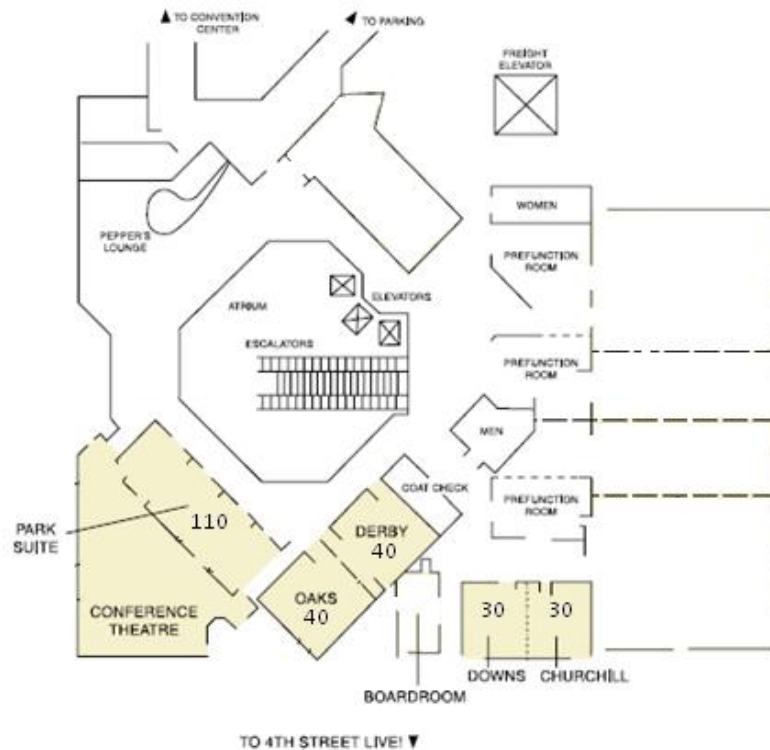 ▲ TO CONVENTION
CENTER
TO PARKING
FREIGHT
ELEVATOR
WOMEN
PEPPER'S
LOUNGE
PREFUNCTION
ROOM
ATRIUM
ELEVATORS
ESCALATORS
PREFUNCTION
ROOM
MEN
COAT CHECK
PREFUNCTION
ROOM
PARK
SUITE
110
DERBY
40
OAKS
40
CONFERENCE
THEATRE
30
30
DOWNS
CHURCHILL
BOARDROOM
TO 4TH STREET LIVE! ▼